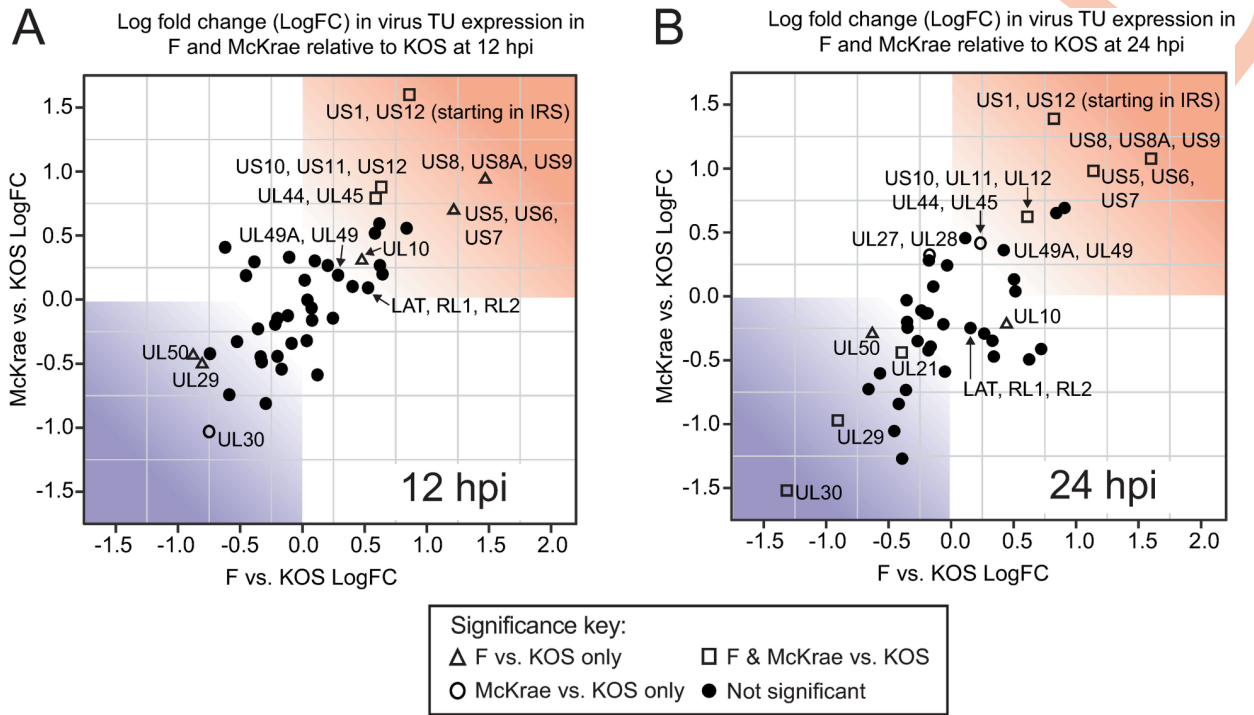 A
Log fold change (LogFC) in virus TU expression in
F and McKrae relative to KOS at 12 hpi
McKrae vs. KOS LogFC
1.5
1.0
0.5
0.0
-0.5
-1.0
-1.5
US1, US12 (starting in IRS)
US10, US11, US12
US8, US8A, US9
UL44, UL45
US5, US6,
US7
UL49A, UL49
UL10
LAT, RL1, RL2
UL50
UL29
UL30
12 hpi
-1.5 -1.0 -0.5 0.0 0.5 1.0 1.5 2.0
F vs. KOS LogFC
B
Log fold change (LogFC) in virus TU expression in
F and McKrae relative to KOS at 24 hpi
McKrae vs. KOS LogFC
1.5
1.0
0.5
0.0
-0.5
-1.0
-1.5
US1, US12 (starting in IRS)
US8, US8A, US9
US10, UL11, UL12
US5, US6,
US7
UL44, UL45
UL27, UL28
UL49A, UL49
UL10
UL50
UL21
LAT, RL1, RL2
UL29
UL30
24 hpi
-1.5 -1.0 -0.5 0.0 0.5 1.0 1.5 2.0
F vs. KOS LogFC
Significance key:
F vs. KOS only
F & McKrae vs. KOS
McKrae vs. KOS only
Not significant